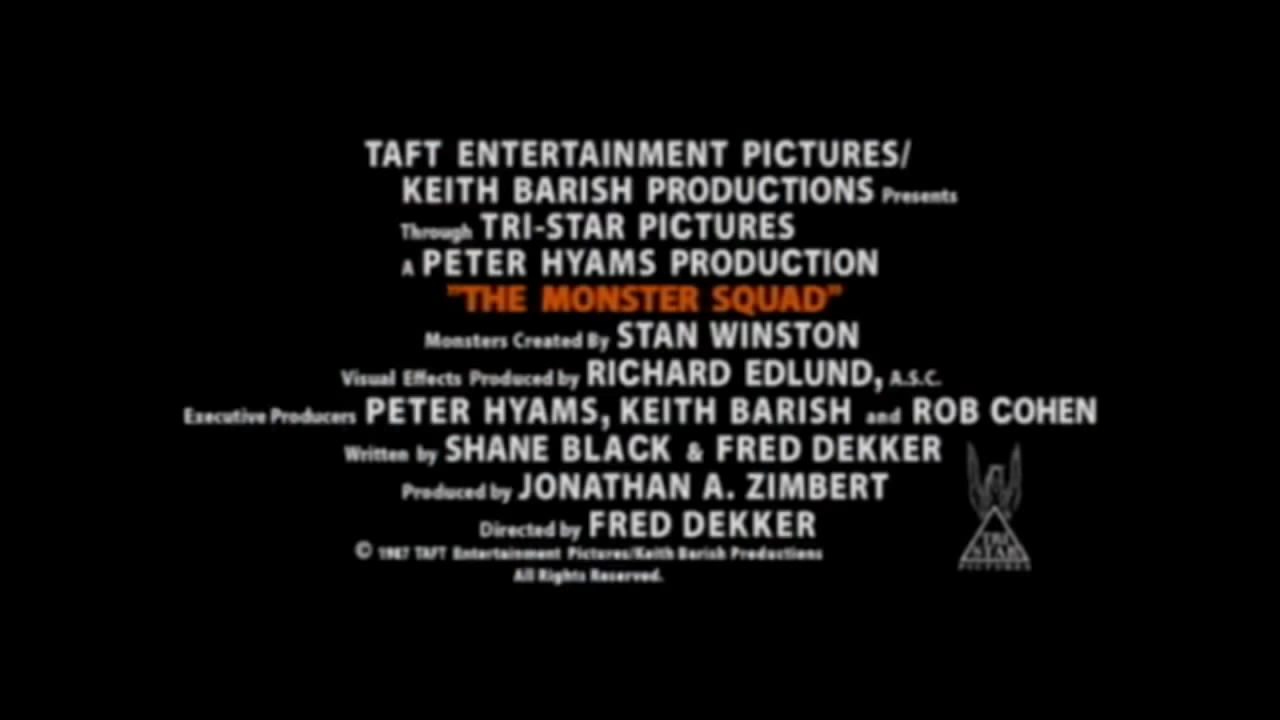 TAFT ENTERTAINMENT PICTURES/
KEITH BARISH PRODUCTIONS Presents
Through TRI-STAR PICTURES
A PETER HYAMS PRODUCTION
"THE MONSTER SQUAD"
Monsters Created By STAN WINSTON
Visual Effects Produced by RICHARD EDLUND, A.S.C.
Executive Producers PETER HYAMS, KEITH BARISH and ROB COHEN
Written by SHANE BLACK & FRED DEKKER
Produced by JONATHAN A. ZIMBERT
Directed by FRED DEKKER
© 1987 TAFT Entertainment Pictures/Keith Barish Productions
All Rights Reserved.
TRI
STAR
PICTURES